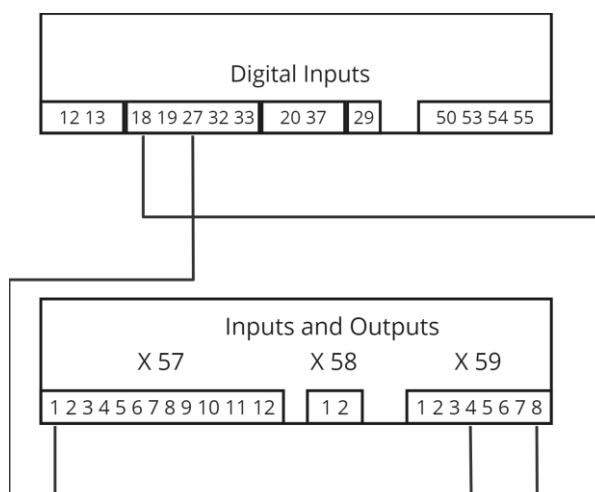 Digital Inputs
12 13 18 19 27 32 33 20 37 29 50 53 54 55
Inputs and Outputs
X 57 X 58 X 59
1 2 3 4 5 6 7 8 9 10 11 12 1 2 1 2 3 4 5 6 7 8